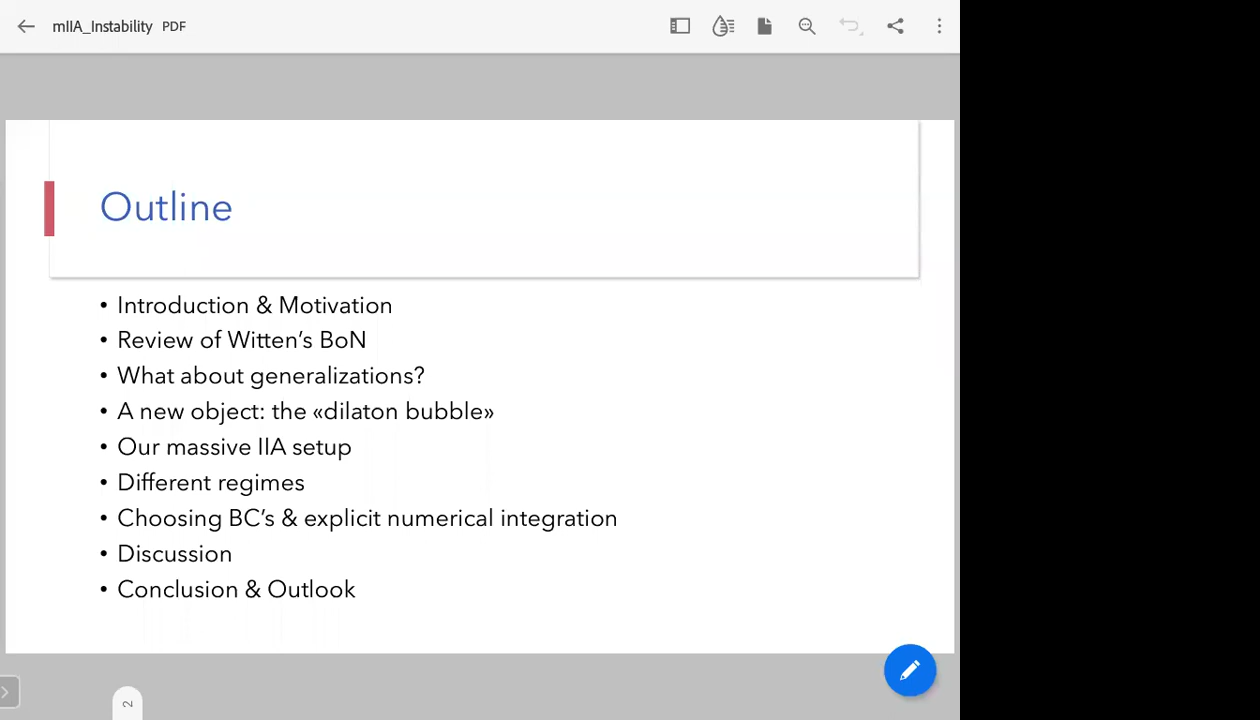 mIIA_Instability PDF
Outline
• Introduction & Motivation
• Review of Witten’s BoN
• What about generalizations?
• A new object: the «dilaton bubble»
• Our massive IIA setup
• Different regimes
• Choosing BC’s & explicit numerical integration
• Discussion
• Conclusion & Outlook
2